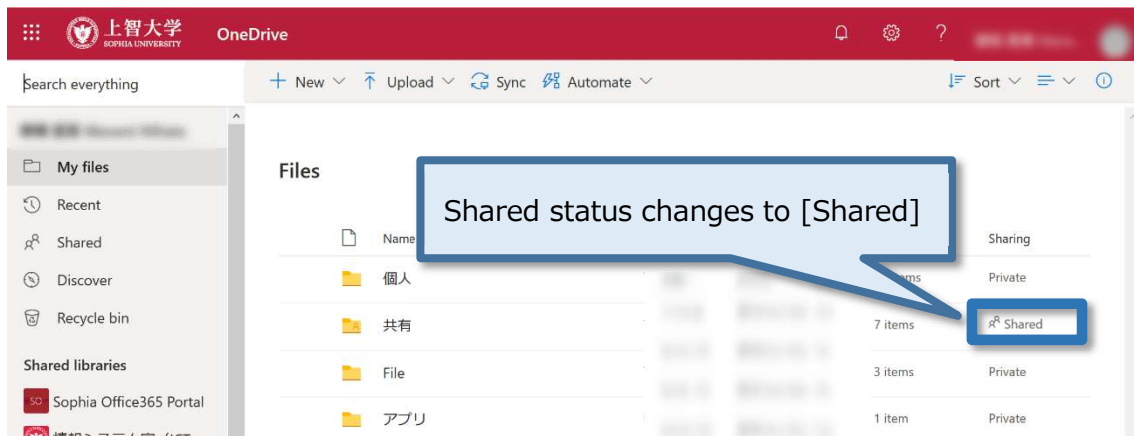 上智大学
SOPHIA UNIVERSITY
OneDrive
?
Search everything
New
Upload
Sync
Automate
Sort
My files
Recent
Shared
Discover
Recycle bin
Shared libraries
SO Sophia Office365 Portal
Files
Shared status changes to [Shared]
Name
Sharing
個人
Private
共有
7 items
Shared
File
3 items
Private
アプリ
1 item
Private